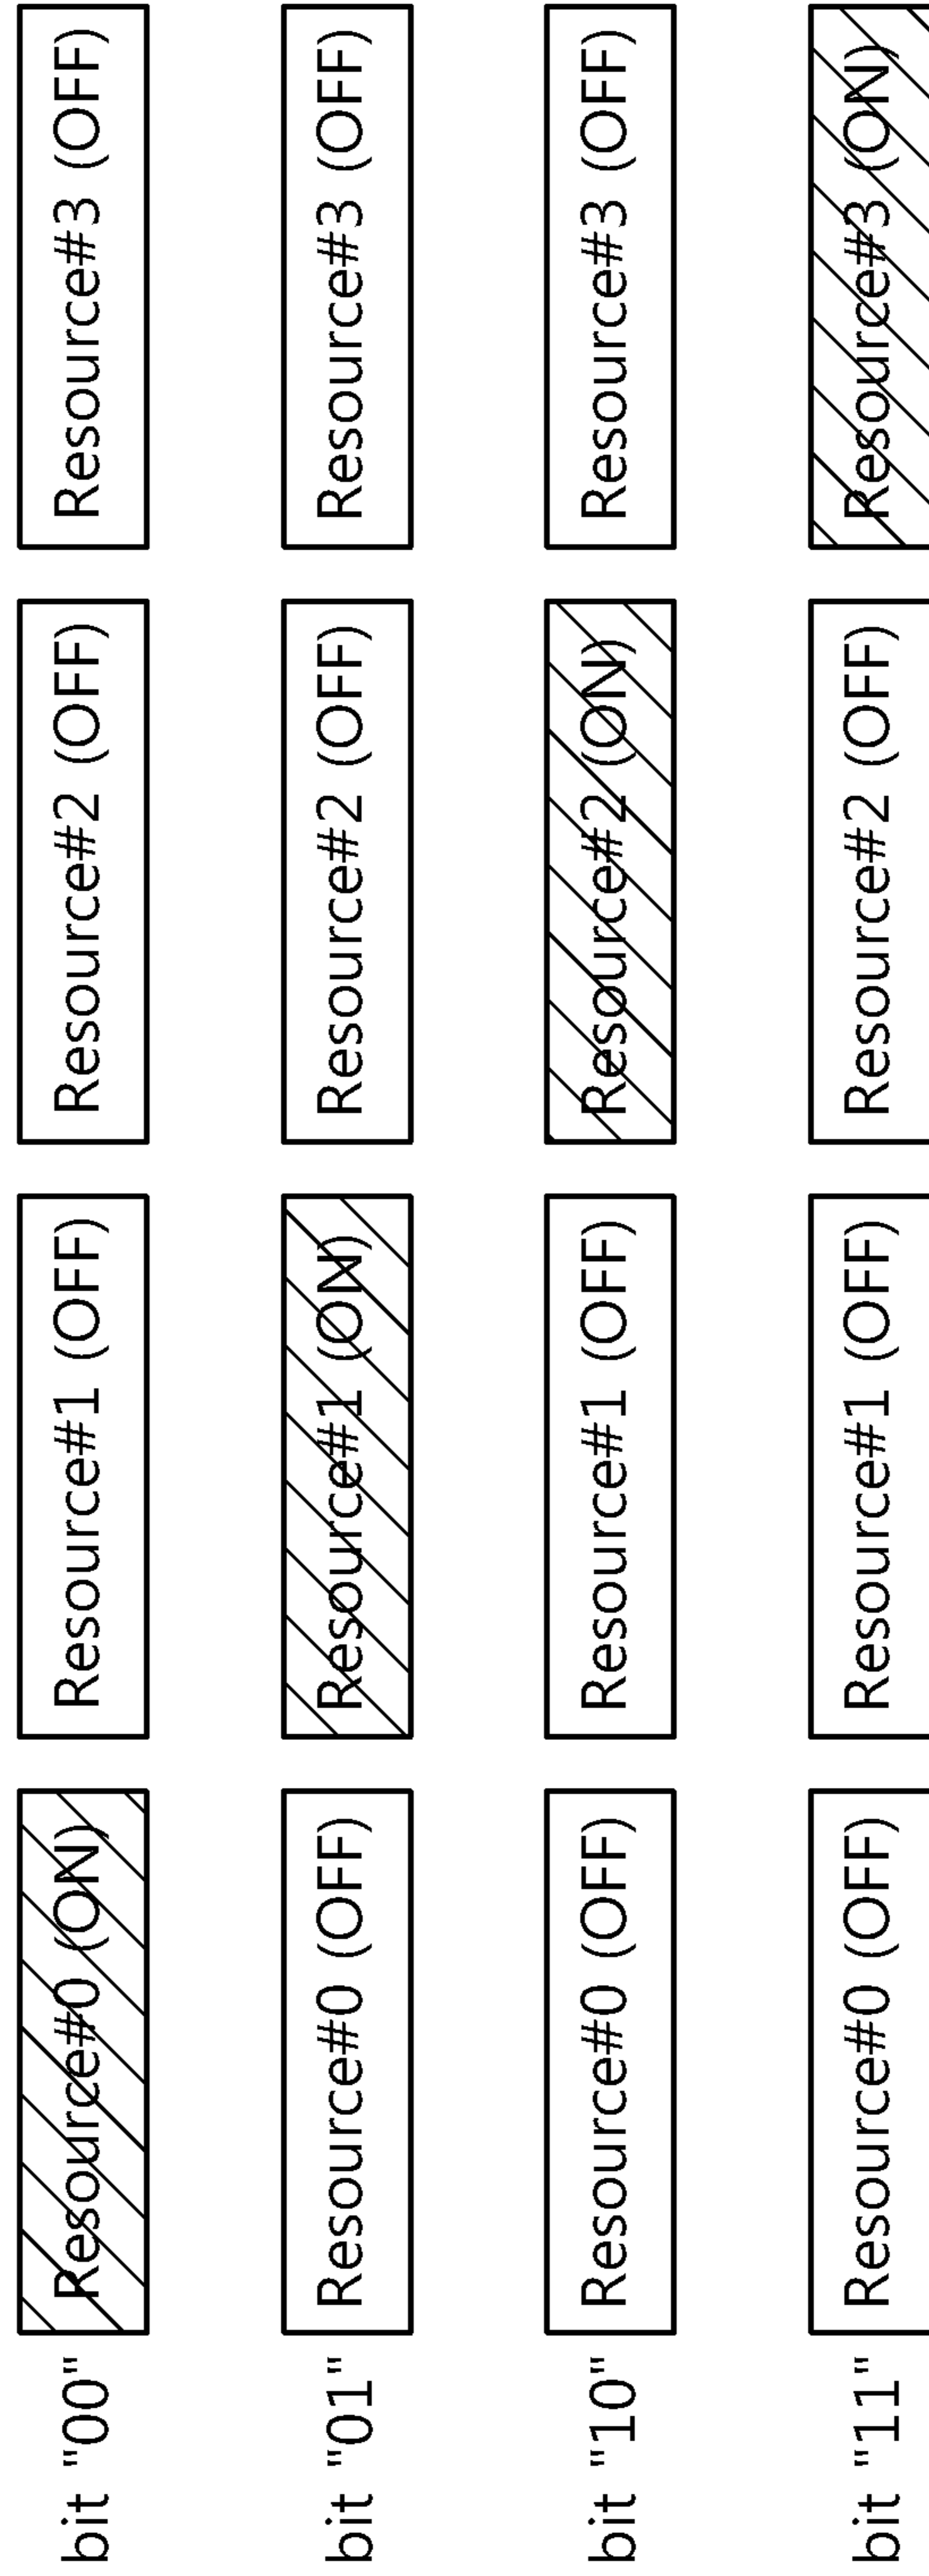 bit "00" Resource#0 (ON) Resource#1 (OFF) Resource#2 (OFF) Resource#3 (OFF)
bit "01" Resource#0 (OFF) Resource#1 (ON) Resource#2 (OFF) Resource#3 (OFF)
bit "10" Resource#0 (OFF) Resource#1 (OFF) Resource#2 (ON) Resource#3 (OFF)
bit "11" Resource#0 (OFF) Resource#1 (OFF) Resource#2 (OFF) Resource#3 (ON)